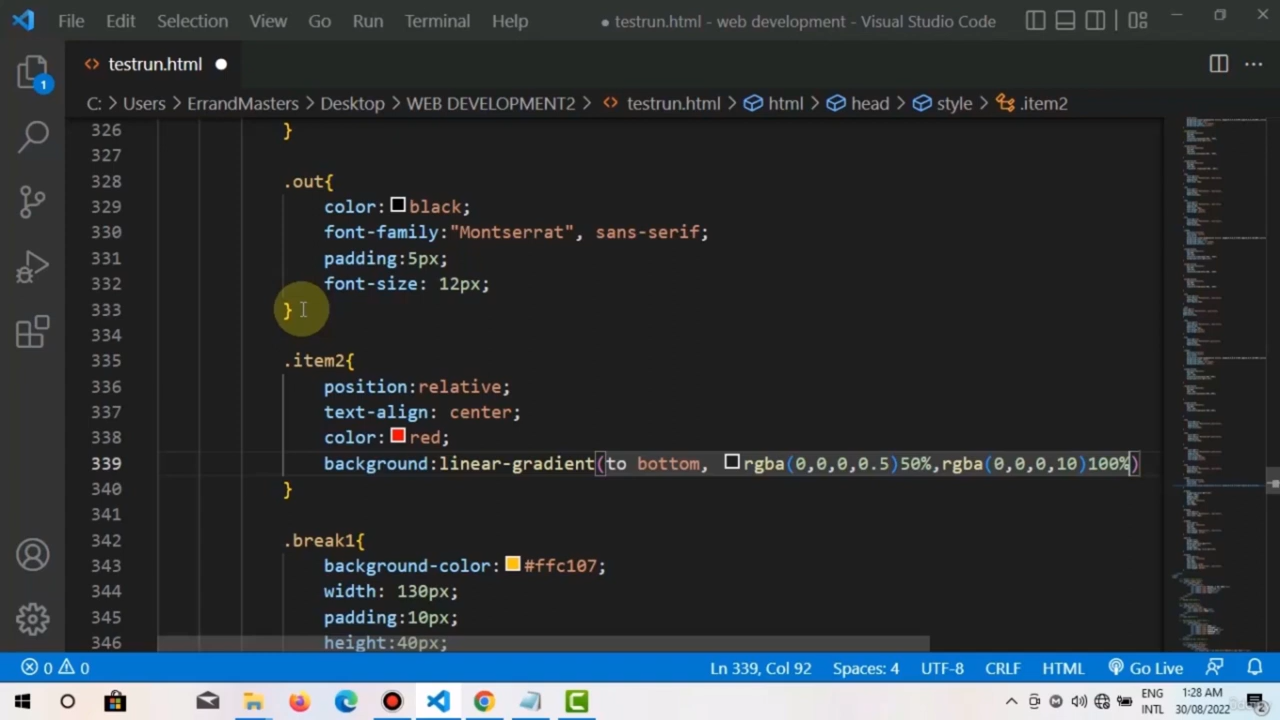 File Edit Selection View Go Run Terminal Help ● testrun.html - web development - Visual Studio Code
testrun.html
C: > Users > ErrandMasters > Desktop > WEB DEVELOPMENT2 > testrun.html > html > head > style > .item2
1
326 }
327
328 .out{
329 color:black;
330 font-family:"Montserrat", sans-serif;
331 padding:5px;
332 font-size: 12px;
333 }
334
335 .item2{
336 position:relative;
337 text-align: center;
338 color:red;
339 background:linear-gradient(to bottom, rgba(0,0,0,0.5)50%,rgba(0,0,0,10)100%)
340 }
341
342 .break1{
343 background-color:#ffc107;
344 width: 130px;
345 padding:10px;
346 height:40px;
0 0 Ln 339, Col 92 Spaces: 4 UTF-8 CRLF HTML Go Live
ENG 1:28 AM
INTL 30/08/2022 2